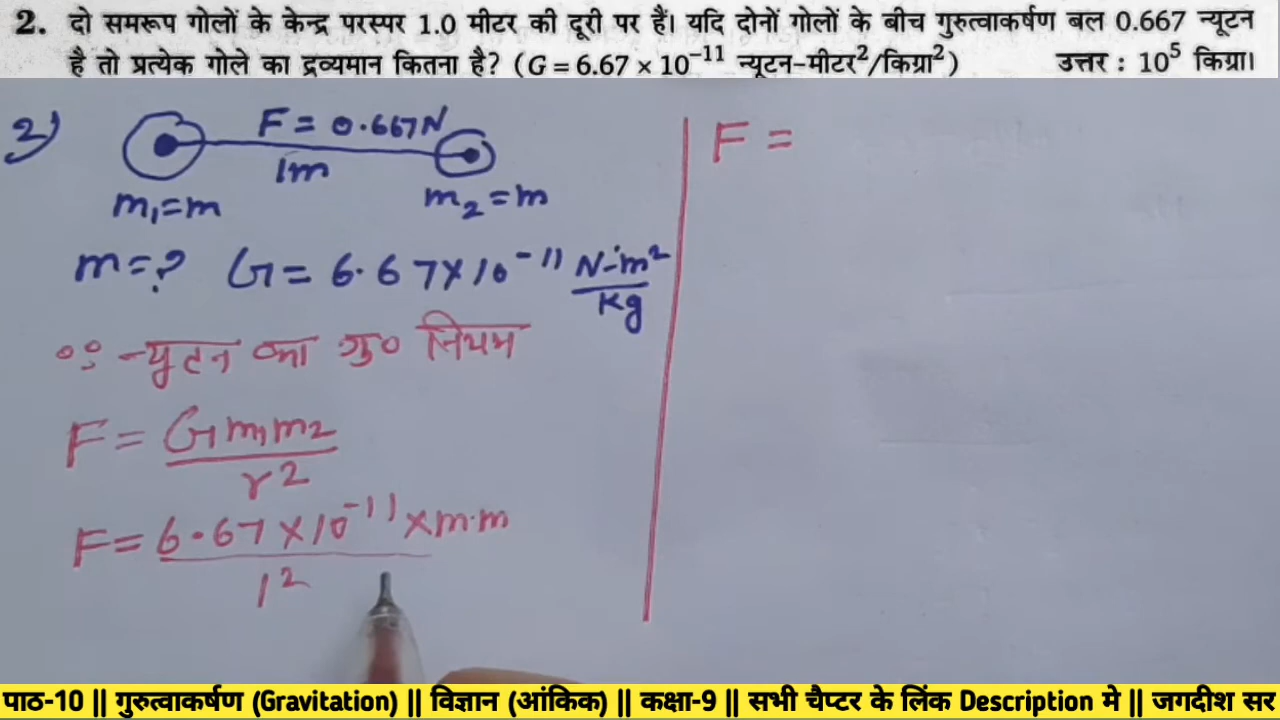 2. दो समरूप गोलों के केन्द्र परस्पर 1.0 मीटर की दूरी पर हैं। यदि दोनों गोलों के बीच गुरुत्वाकर्षण बल 0.667 न्यूटन
है तो प्रत्येक गोले का द्रव्यमान कितना है? (G = 6.67 × 10⁻¹¹ न्यूटन-मीटर²/किग्रा²) उत्तर : 10⁵ किग्रा।
2)
F = 0.667N
1m
m₁=m
m₂=m
m=? G = 6.67×10⁻¹¹ N-m²/Kg
∵ न्यूटन का गु० नियम
F = Gm₁m₂/r²
F = 6.67×10⁻¹¹×m.m/1²
F =
पाठ-10 || गुरुत्वाकर्षण (Gravitation) || विज्ञान (आंकिक) || कक्षा-9 || सभी चैप्टर के लिंक Description मे || जगदीश सर